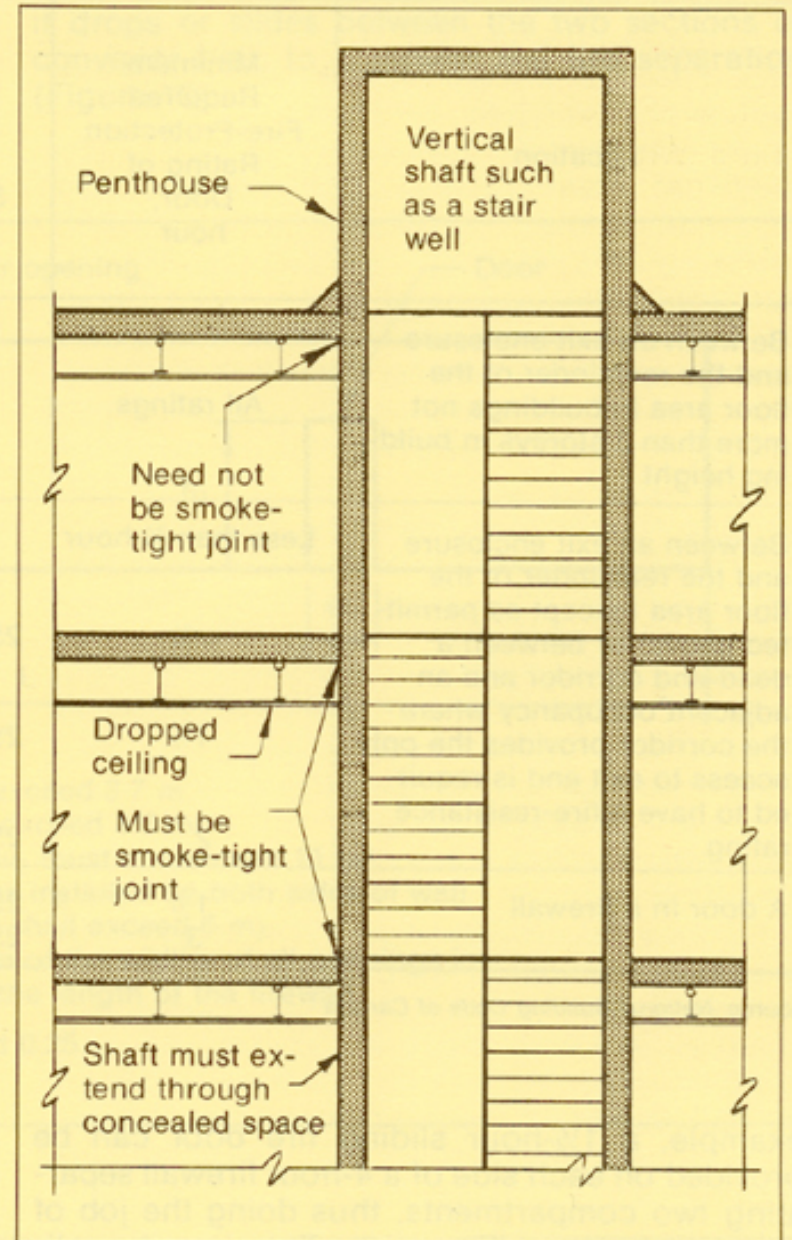 Penthouse
Vertical
shaft such
as a stair
well
Need not
be smoke-
tight joint
Dropped
ceiling
Must be
smoke-tight
joint
Shaft must ex-
tend through
concealed space